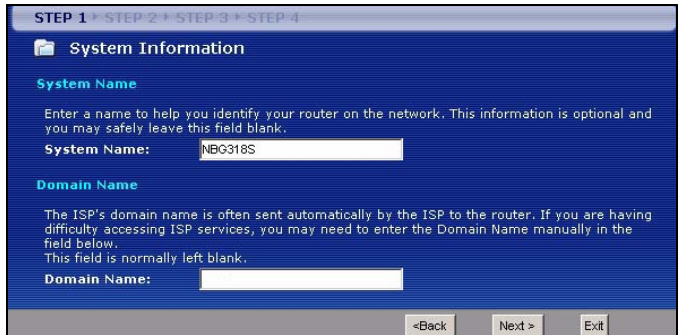 STEP 1 ▸ STEP 2 ▸ STEP 3 ▸ STEP 4
System Information
System Name
Enter a name to help you identify your router on the network. This information is optional and
you may safely leave this field blank.
System Name: NBG318S
Domain Name
The ISP's domain name is often sent automatically by the ISP to the router. If you are having
difficulty accessing ISP services, you may need to enter the Domain Name manually in the
field below.
This field is normally left blank.
Domain Name:
<Back Next > Exit